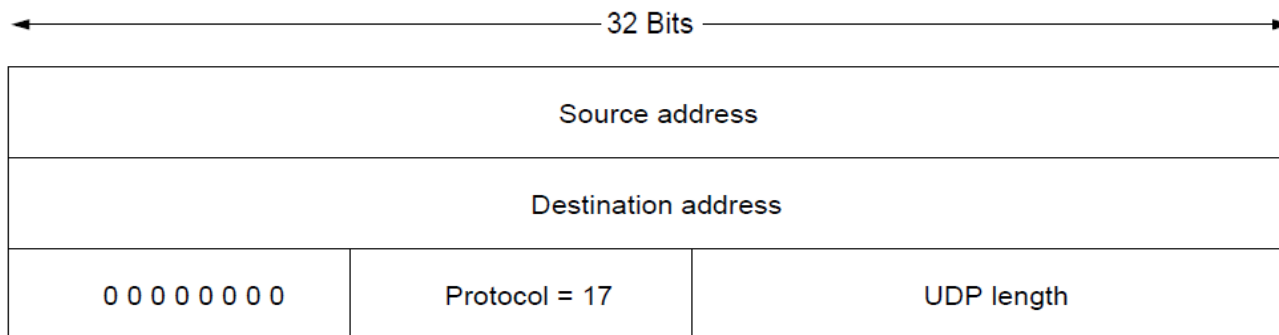 32 Bits
Source address
Destination address
0 0 0 0 0 0 0 0 Protocol = 17 UDP length